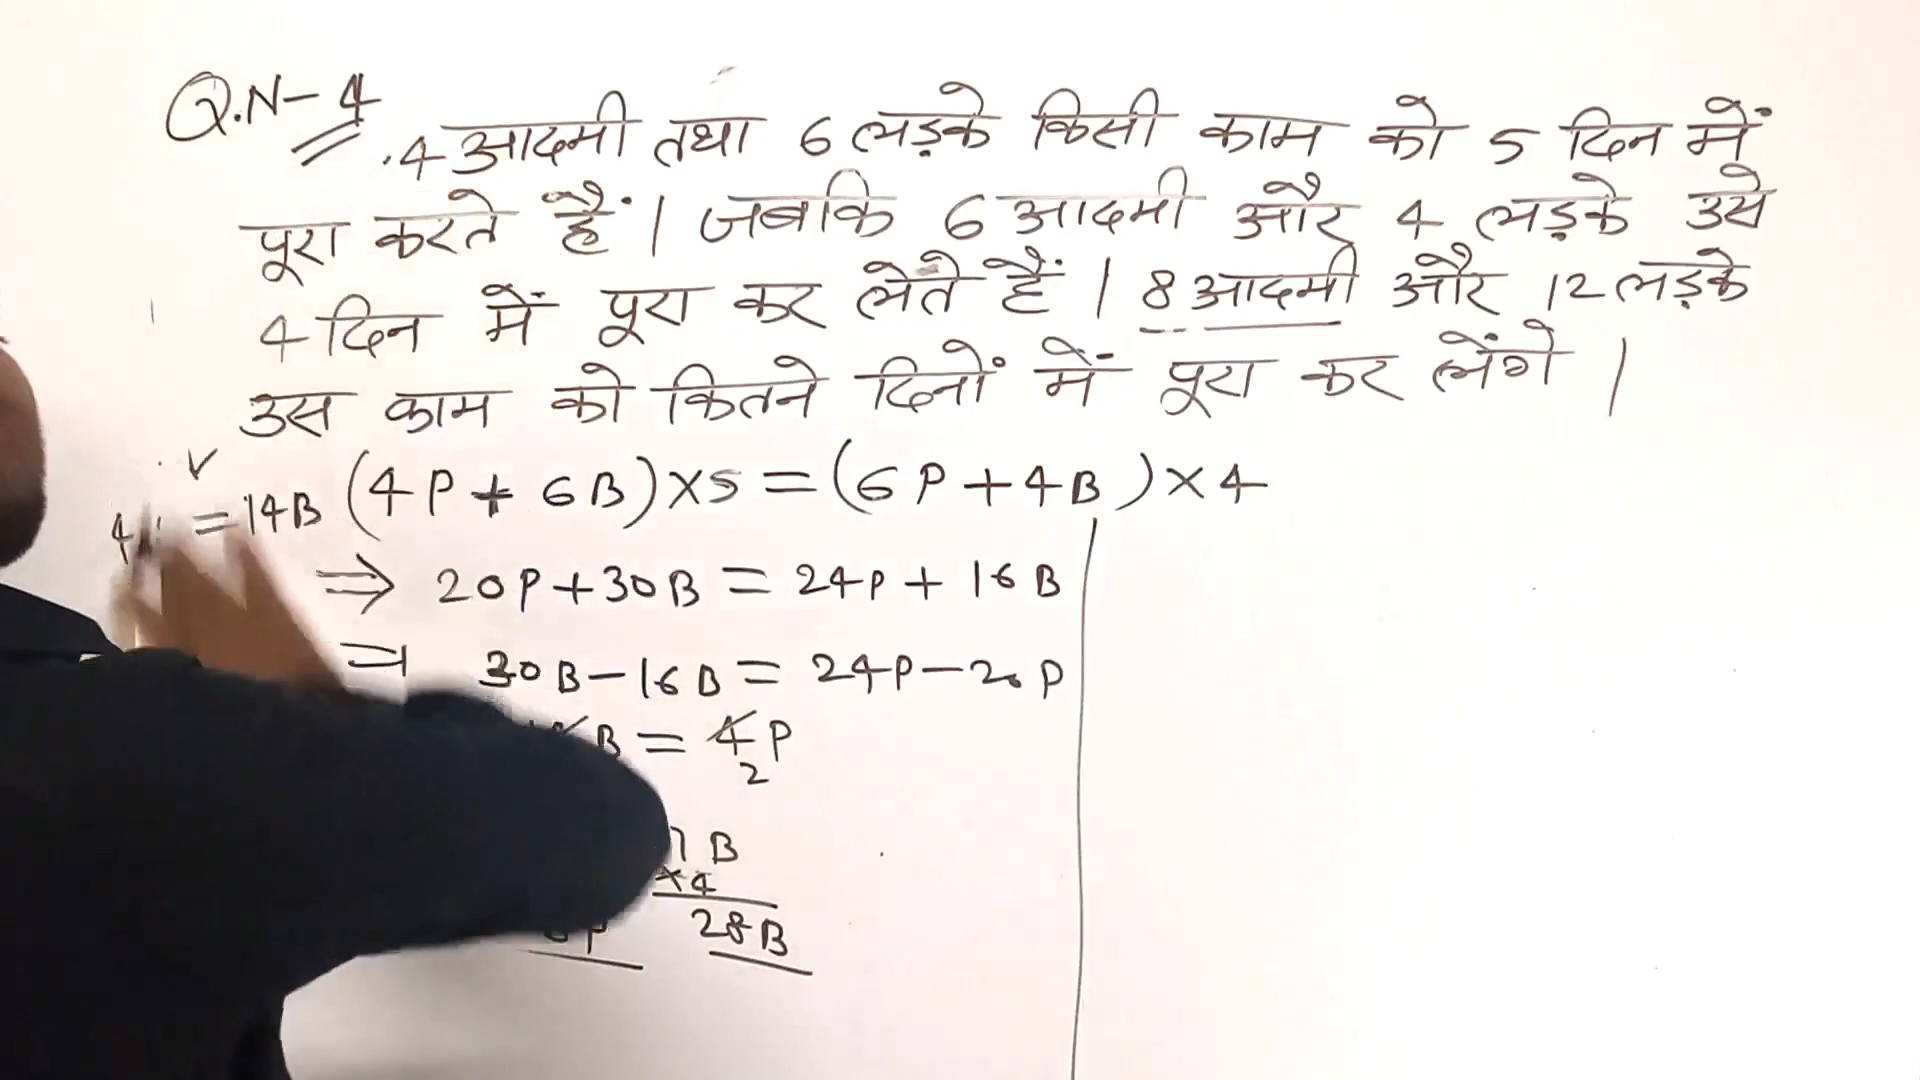 Q.N-4
4 आदमी तथा 6 लड़के किसी काम को 5 दिन में
पूरा करते हैं। जबकि 6 आदमी और 4 लड़के उसे
4 दिन में पूरा कर लेते हैं। 8 आदमी और 12 लड़के
उस काम को कितने दिनों में पूरा कर लेंगे।
(4P + 6B)×5 = (6P + 4B)×4
= 14B
⇒ 20P+30B = 24P + 16B
⇒ 30B-16B = 24P-20P
B = 4P
2
7B
×4
28B